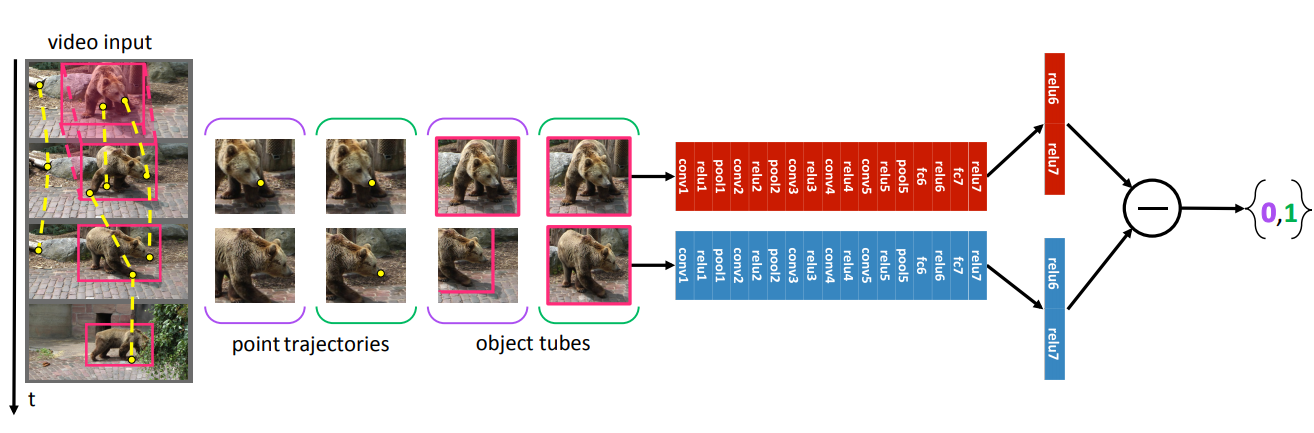 video input
t
point trajectories
object tubes
conv1
relu1
pool1
conv2
relu2
pool2
conv3
relu3
conv4
relu4
conv5
relu5
pool5
fc6
relu6
fc7
relu7
conv1
relu1
pool1
conv2
relu2
pool2
conv3
relu3
conv4
relu4
conv5
relu5
pool5
fc6
relu6
fc7
relu7
relu6
relu7
relu6
relu7
{0,1}